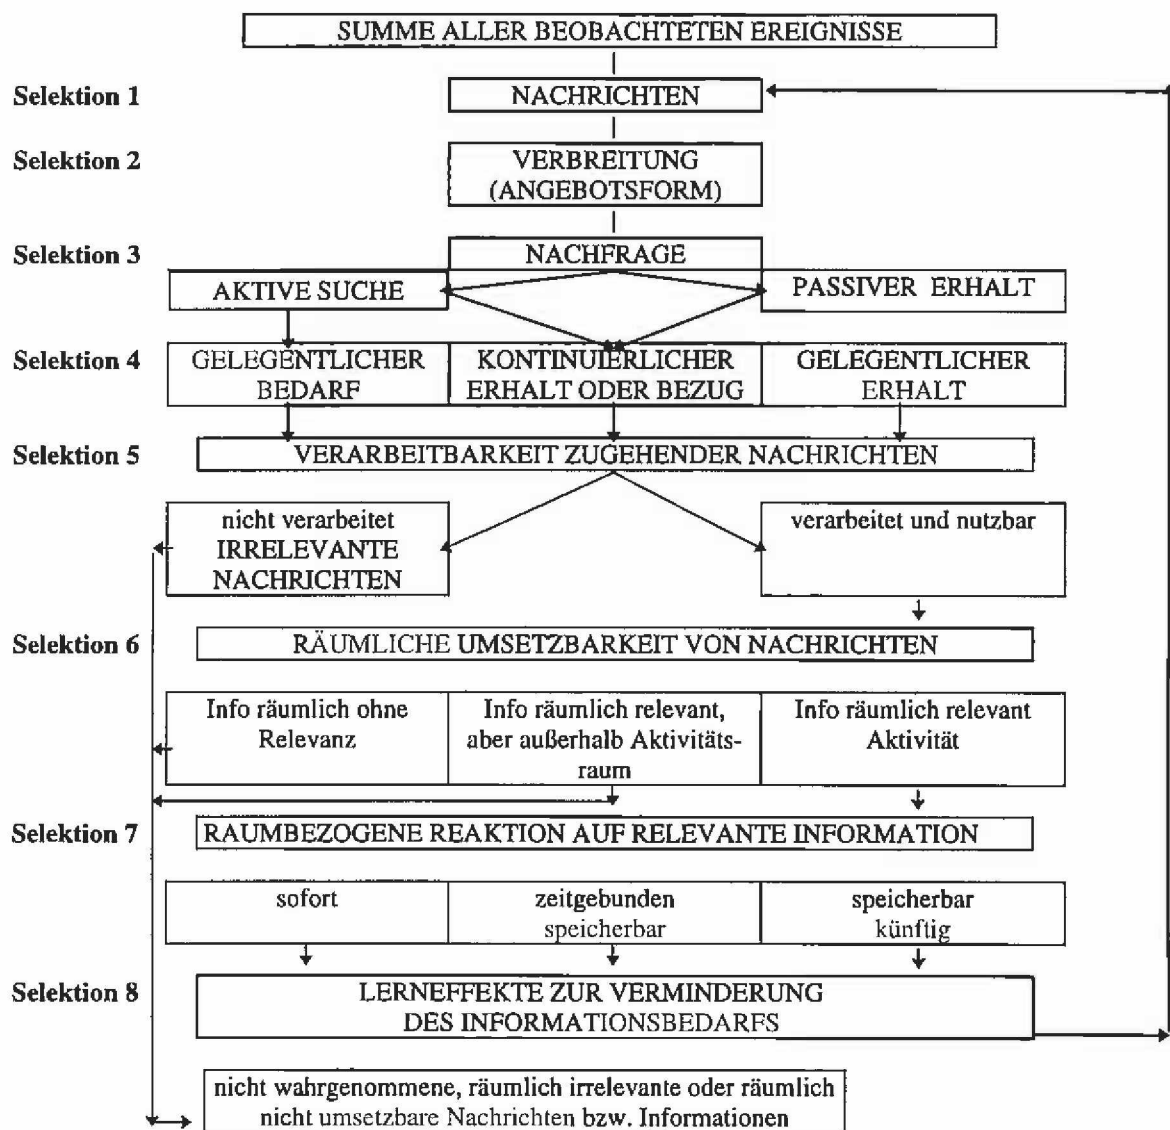 SUMME ALLER BEOBACHTETEN EREIGNISSE
Selektion 1
NACHRICHTEN
Selektion 2
VERBREITUNG
(ANGEBOTSFORM)
Selektion 3
NACHFRAGE
AKTIVE SUCHE
PASSIVER ERHALT
Selektion 4
GELEGENTLICHER
BEDARF
KONTINUIERLICHER
ERHALT ODER BEZUG
GELEGENTLICHER
ERHALT
Selektion 5
VERARBEITBARKEIT ZUGEHENDER NACHRICHTEN
nicht verarbeitet
IRRELEVANTE
NACHRICHTEN
verarbeitet und nutzbar
Selektion 6
RÄUMLICHE UMSETZBARKEIT VON NACHRICHTEN
Info räumlich ohne
Relevanz
Info räumlich relevant,
aber außerhalb Aktivitäts-
raum
Info räumlich relevant
Aktivität
Selektion 7
RAUMBEZOGENE REAKTION AUF RELEVANTE INFORMATION
sofort
zeitgebunden
speicherbar
speicherbar
künftig
Selektion 8
LERNEFFEKTE ZUR VERMINDERUNG
DES INFORMATIONSBEDARFS
nicht wahrgenommene, räumlich irrelevante oder räumlich
nicht umsetzbare Nachrichten bzw. Informationen